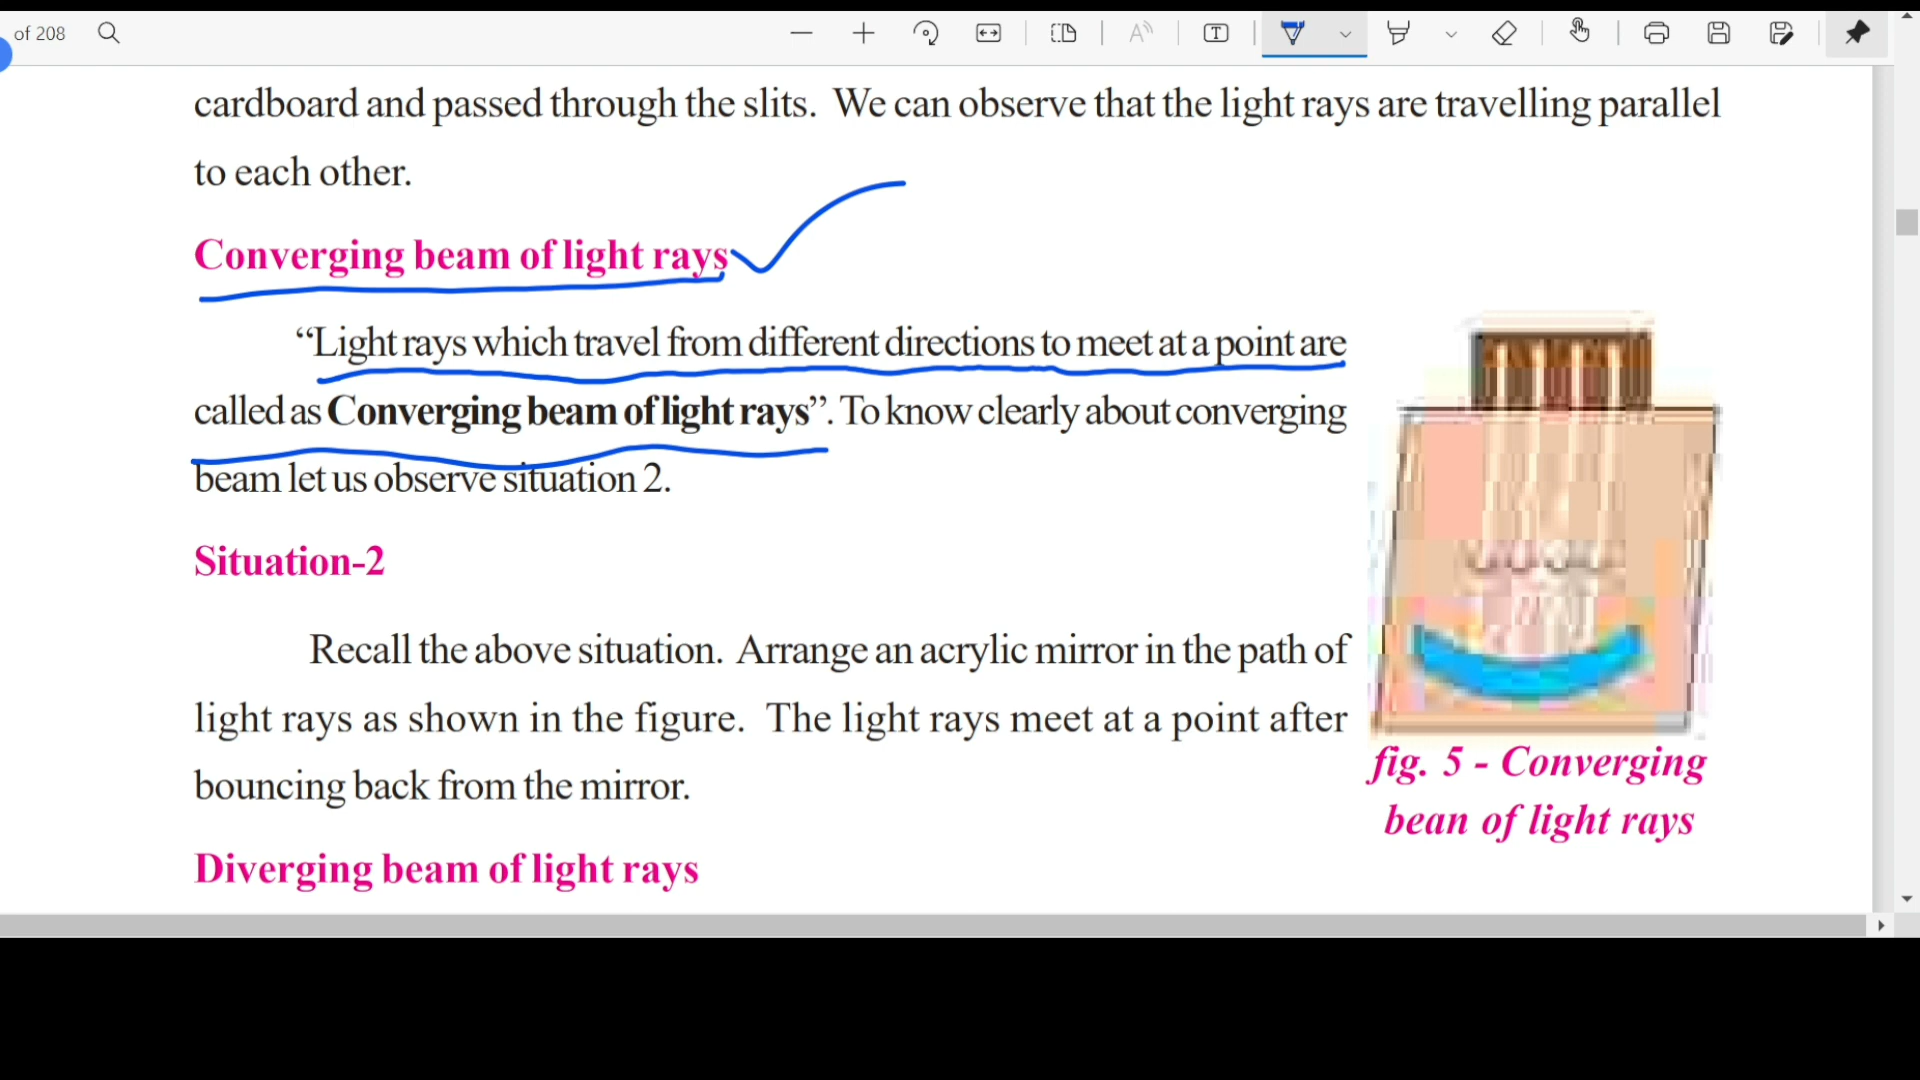 of 208
cardboard and passed through the slits. We can observe that the light rays are travelling parallel
to each other.
Converging beam of light rays
“Light rays which travel from different directions to meet at a point are
called as Converging beam of light rays”. To know clearly about converging
beam let us observe situation 2.
Situation-2
Recall the above situation. Arrange an acrylic mirror in the path of
light rays as shown in the figure. The light rays meet at a point after
bouncing back from the mirror.
fig. 5 - Converging
bean of light rays
Diverging beam of light rays